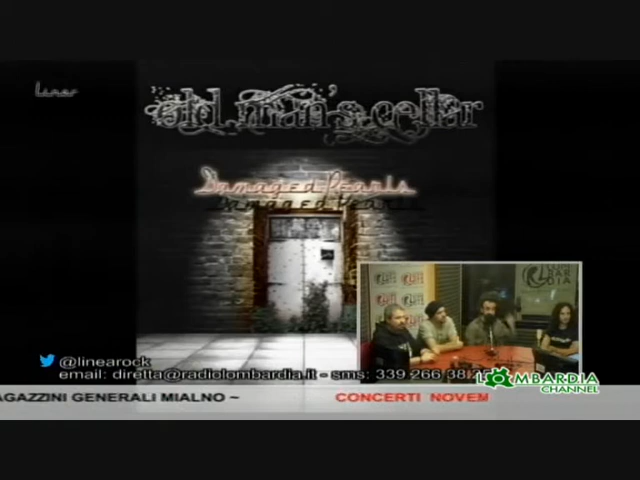 Linea
old man's cellar
Damaged Pearls
@linearock
email: diretta@radiolombardia.it - sms: 339 266 38
LOMBARDIA
CHANNEL
AGAZZINI GENERALI MIALNO ~ CONCERTI NOVEM